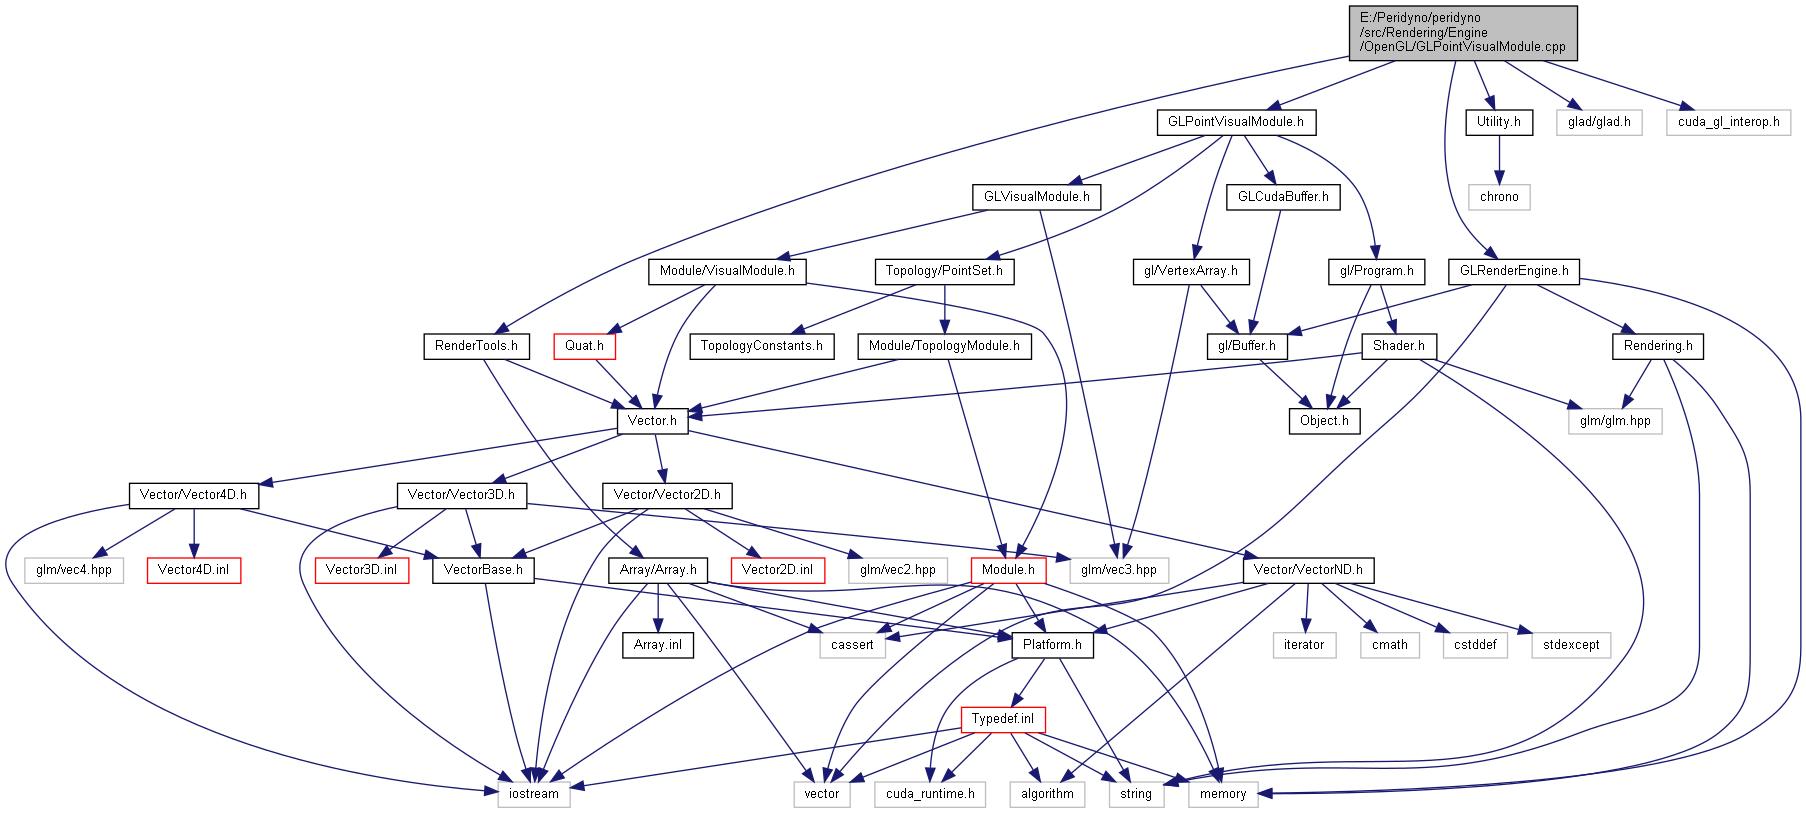 E:/Peridyno/peridyno
/src/Rendering/Engine
/OpenGL/GLPointVisualModule.cpp
GLPointVisualModule.h
Utility.h
glad/glad.h
cuda_gl_interop.h
GLVisualModule.h
GLCudaBuffer.h
chrono
Module/VisualModule.h
Topology/PointSet.h
gl/VertexArray.h
gl/Program.h
GLRenderEngine.h
RenderTools.h
Quat.h
TopologyConstants.h
Module/TopologyModule.h
gl/Buffer.h
Shader.h
Rendering.h
Vector.h
Object.h
glm/glm.hpp
Vector/Vector4D.h
Vector/Vector3D.h
Vector/Vector2D.h
glm/vec4.hpp
Vector4D.inl
Vector3D.inl
VectorBase.h
Array/Array.h
Vector2D.inl
glm/vec2.hpp
Module.h
glm/vec3.hpp
Vector/VectorND.h
Array.inl
cassert
Platform.h
iterator
cmath
cstddef
stdexcept
Typedef.inl
iostream
vector
cuda_runtime.h
algorithm
string
memory